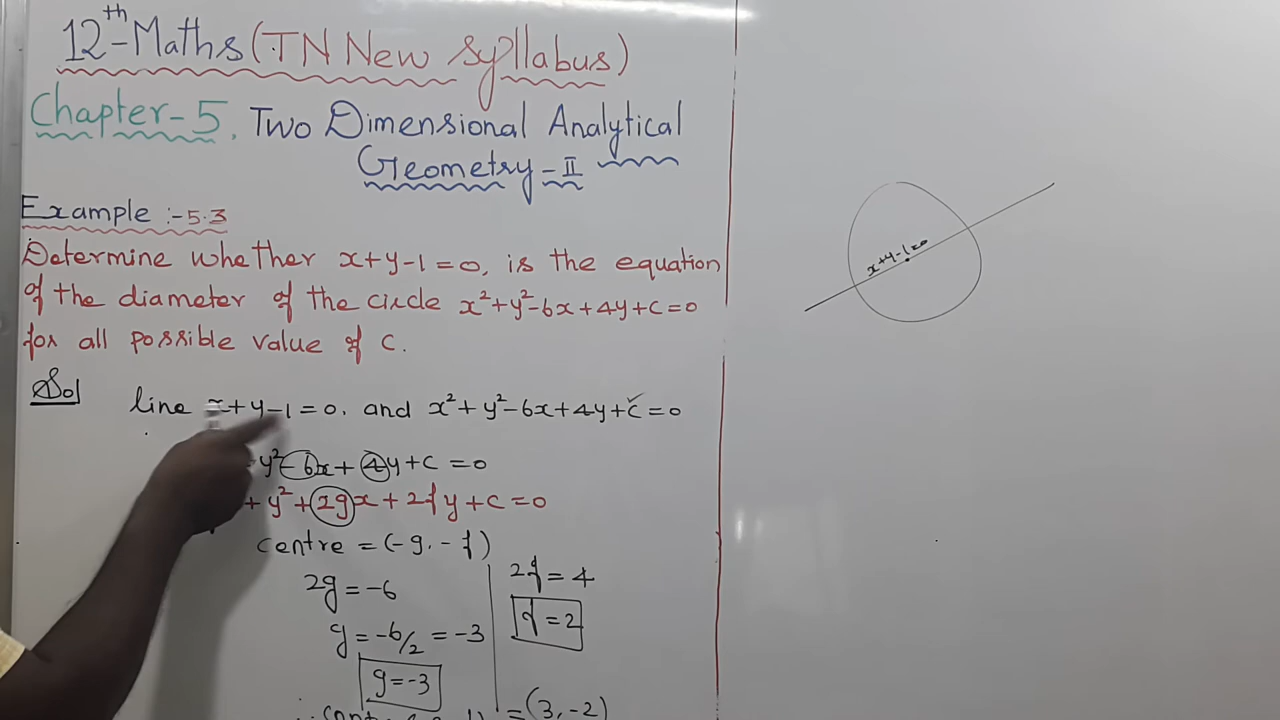 12th-Maths (TN New syllabus)
Chapter-5. Two Dimensional Analytical
Geometry-II
Example :- 5.3
Determine whether x+y-1=0, is the equation
of the diameter of the circle x²+y²-6x+4y+c=0
for all possible value of c.
Sol
line x+y-1=0. and x²+y²-6x+4y+c=0
y²-6x+4y+c=0
+y²+2gx+2fy+c=0
centre = (-g,-f)
2g=-6
g=-6/2=-3
g=-3
2f=4
f=2
=(3,-2)
x+y-1=0